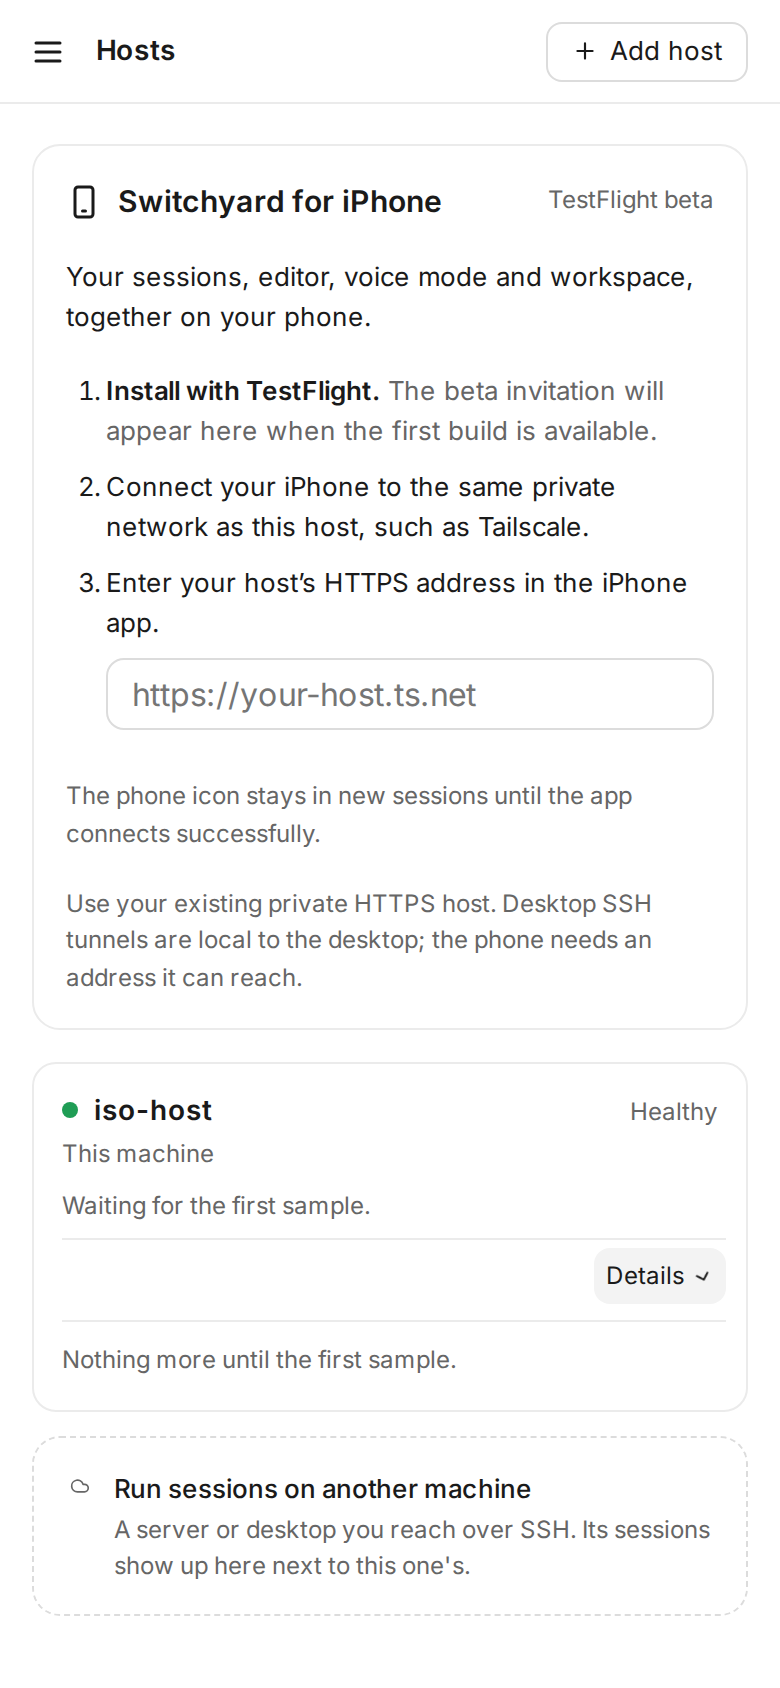 Hosts
Add host
Switchyard for iPhone
TestFlight beta
Your sessions, editor, voice mode and workspace,
together on your phone.
1. Install with TestFlight. The beta invitation will
appear here when the first build is available.
2. Connect your iPhone to the same private
network as this host, such as Tailscale.
3. Enter your host’s HTTPS address in the iPhone
app.
https://your-host.ts.net
The phone icon stays in new sessions until the app
connects successfully.
Use your existing private HTTPS host. Desktop SSH
tunnels are local to the desktop; the phone needs an
address it can reach.
iso-host
Healthy
This machine
Waiting for the first sample.
Details
Nothing more until the first sample.
Run sessions on another machine
A server or desktop you reach over SSH. Its sessions
show up here next to this one's.